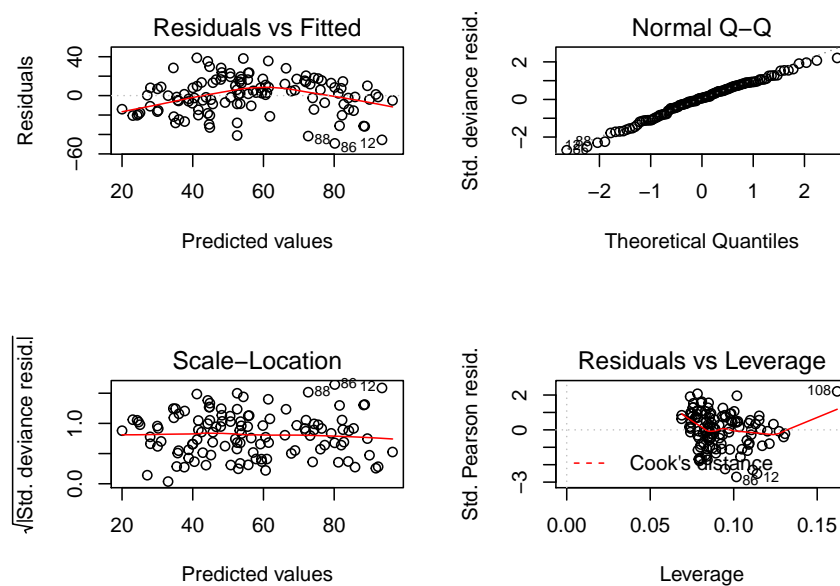 Residuals vs Fitted
Residuals
40
0
−60
88
86
12
20 40 60 80
Predicted values
Normal Q−Q
Std. deviance resid.
2
0
−2
88
−2 −1 0 1 2
Theoretical Quantiles
Scale−Location
√|Std. deviance resid.|
1.0
0.0
88
86
12
20 40 60 80
Predicted values
Residuals vs Leverage
Std. Pearson resid.
2
0
−3
108
Cook's distance
86
12
0.00 0.05 0.10 0.15
Leverage